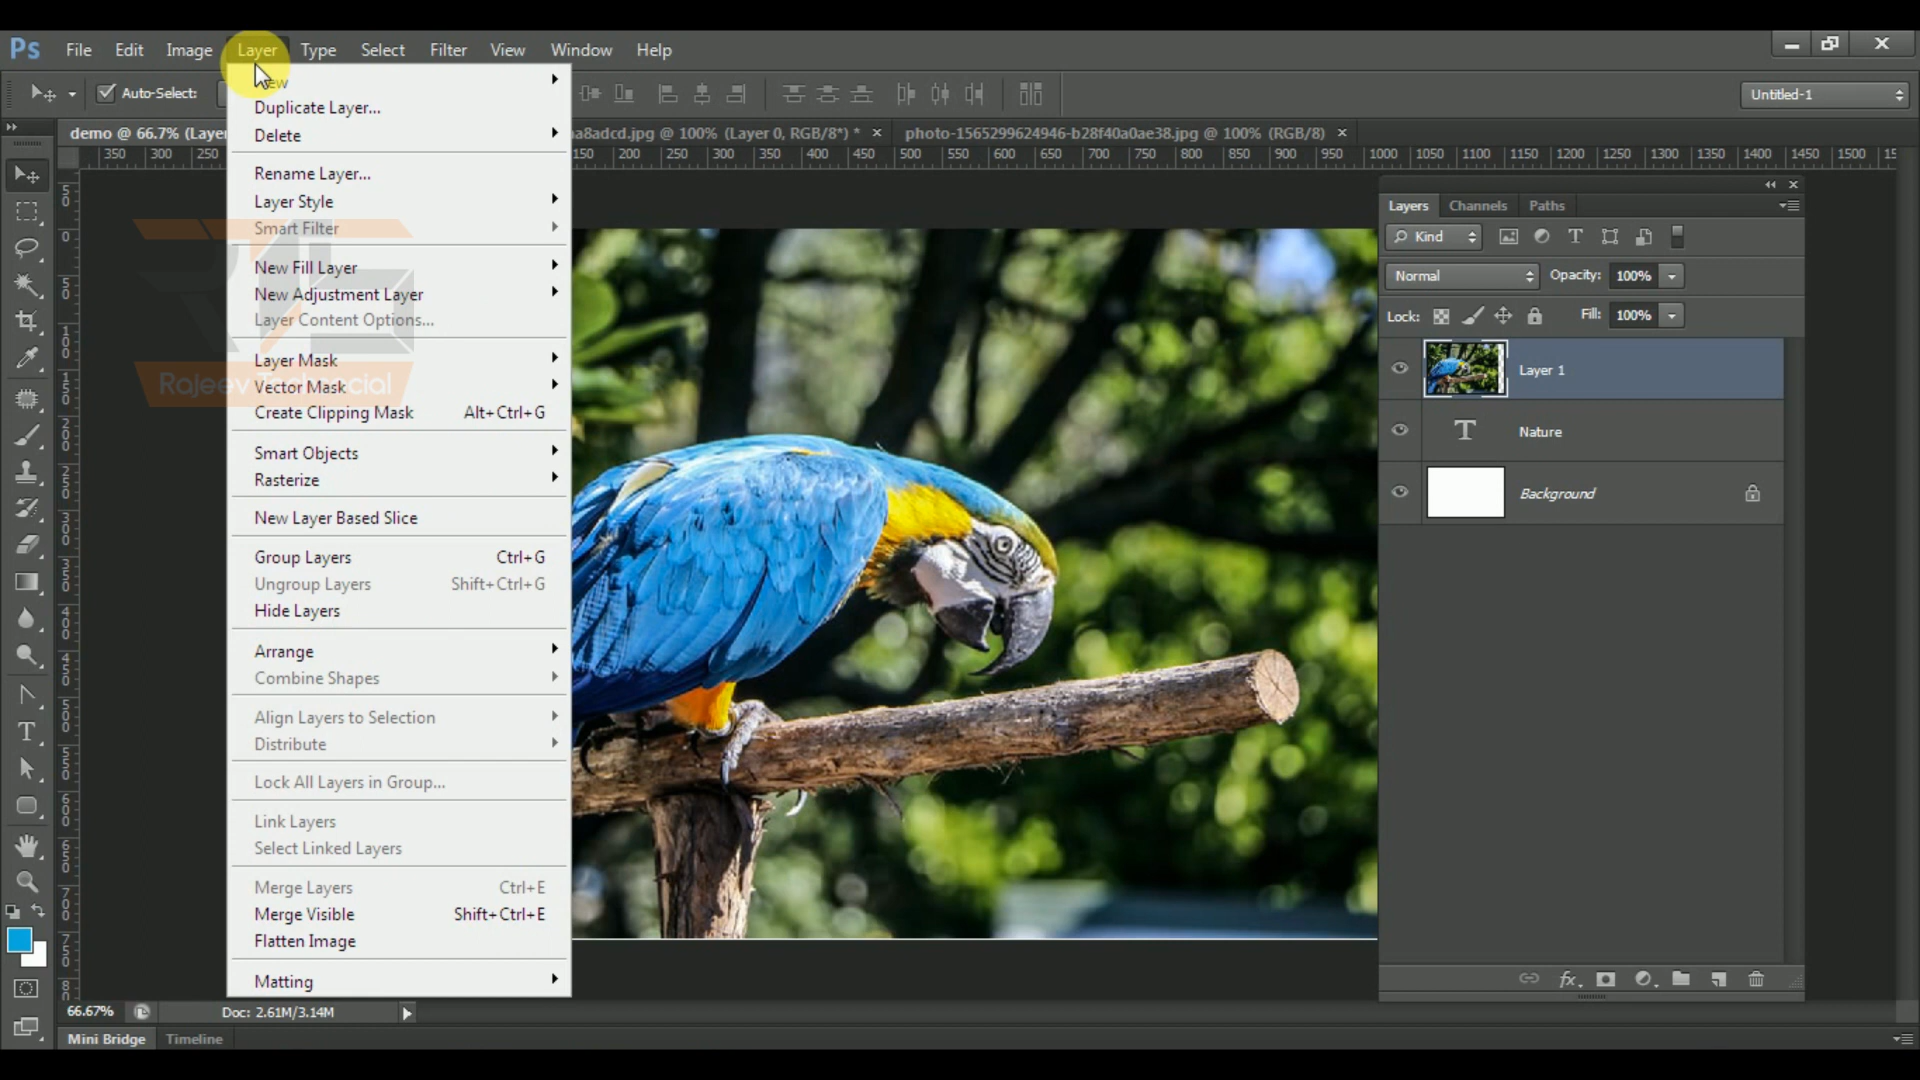 Ps File Edit Image Layer Type Select Filter View Window Help
Auto-Select:
Untitled-1
demo @ 66.7% (Layer
a8adcd.jpg @ 100% (Layer 0, RGB/8*) *
photo-1565299624946-b28f40a0ae38.jpg @ 100% (RGB/8)
350 300 250
150 200 250 300 350 400 450 500 550 600 650 700 750 800 850 900 950 1000 1050 1100 1150 1200 1250 1300 1350 1400 1450 1500
New
Duplicate Layer...
Delete
Rename Layer...
Layer Style
Smart Filter
New Fill Layer
New Adjustment Layer
Layer Content Options...
Layer Mask
Vector Mask
Create Clipping Mask Alt+Ctrl+G
Smart Objects
Rasterize
New Layer Based Slice
Group Layers Ctrl+G
Ungroup Layers Shift+Ctrl+G
Hide Layers
Arrange
Combine Shapes
Align Layers to Selection
Distribute
Lock All Layers in Group...
Link Layers
Select Linked Layers
Merge Layers Ctrl+E
Merge Visible Shift+Ctrl+E
Flatten Image
Matting
Rajeev Technicial
Layers Channels Paths
Kind
Normal Opacity: 100%
Lock: Fill: 100%
Layer 1
Nature
Background
66.67% Doc: 2.61M/3.14M
Mini Bridge Timeline